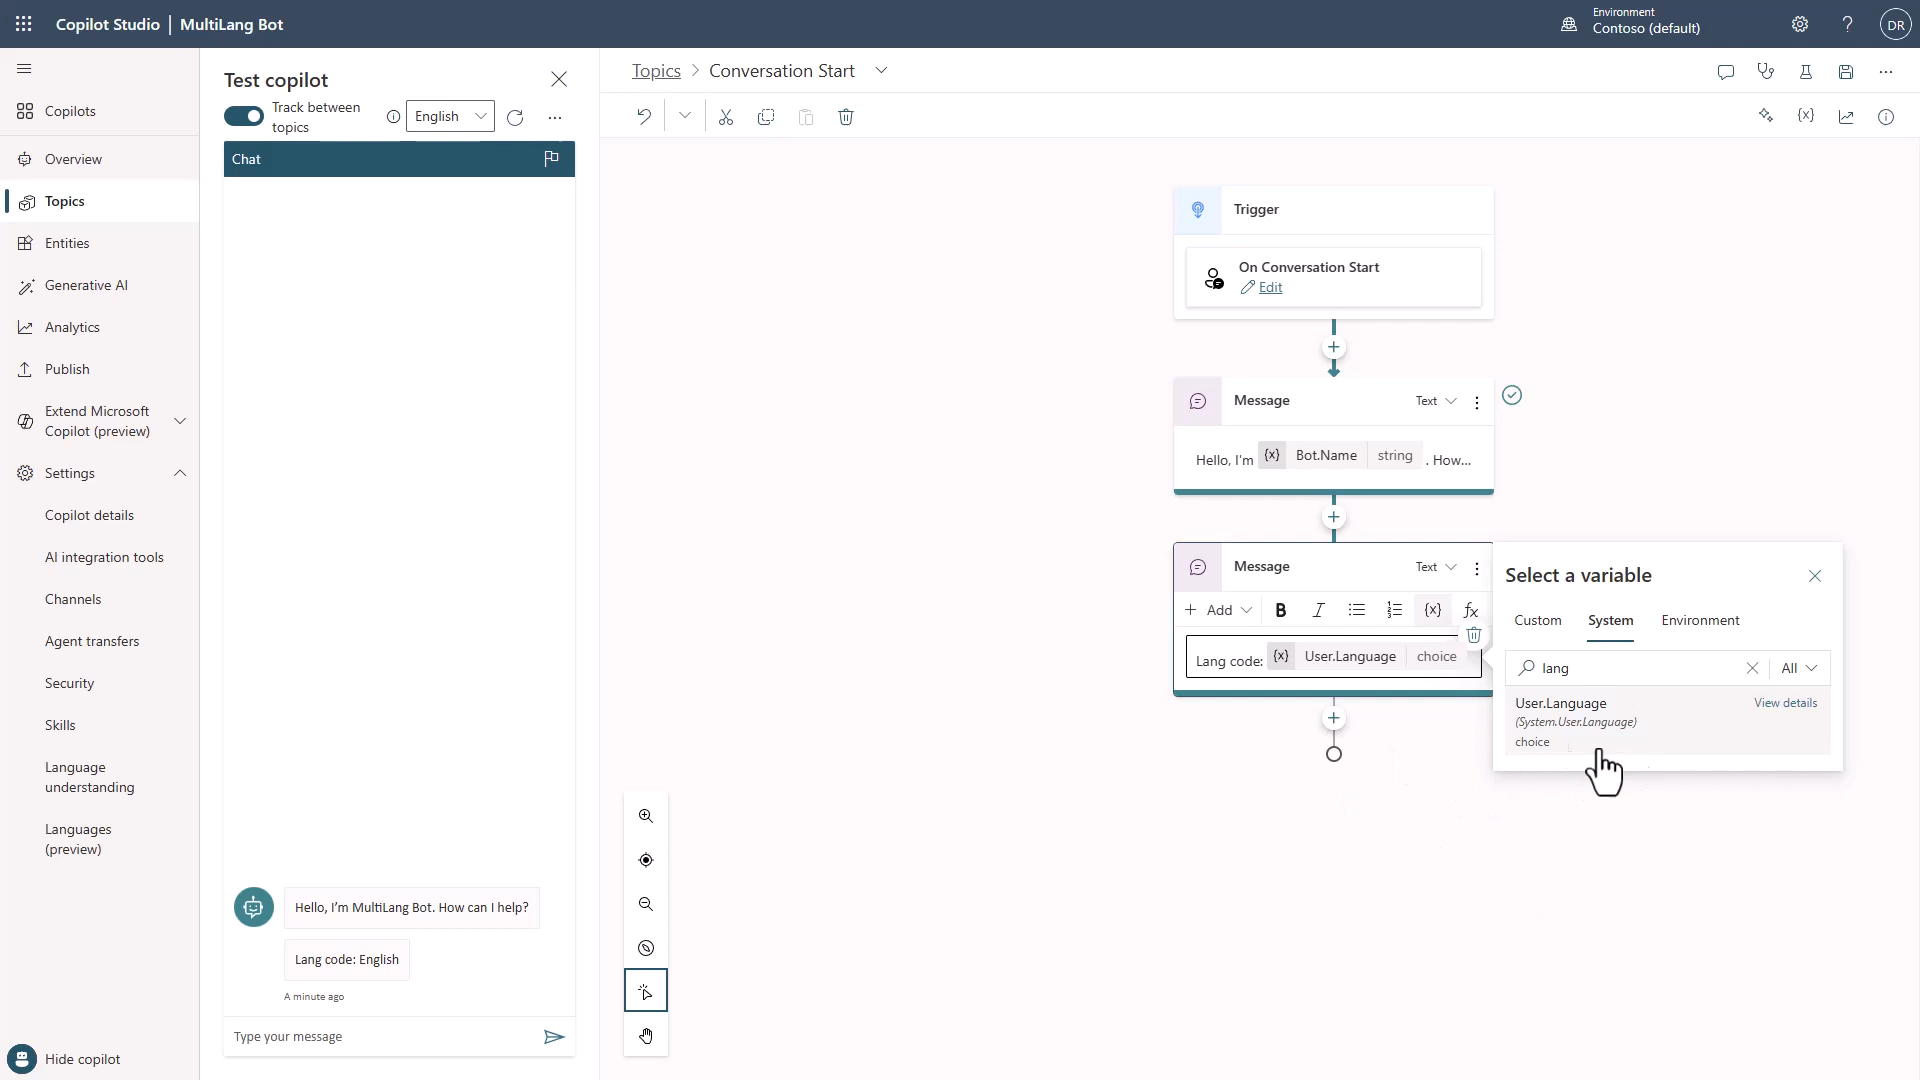 Copilot Studio | MultiLang Bot
Environment
Contoso (default)
DR
Copilots
Overview
Topics
Entities
Generative AI
Analytics
Publish
Extend Microsoft
Copilot (preview)
Settings
Copilot details
AI integration tools
Channels
Agent transfers
Security
Skills
Language
understanding
Languages
(preview)
Hide copilot
Test copilot
Track between
topics
English
Chat
Hello, I'm MultiLang Bot. How can I help?
Lang code: English
A minute ago
Type your message
Topics > Conversation Start
Trigger
On Conversation Start
Edit
Message
Text
Hello, I'm {x} Bot.Name string . How...
Message
Text
+ Add B I {x} fx
Lang code: {x} User.Language choice
Select a variable
Custom System Environment
lang
All
User.Language
View details
(System.User.Language)
choice